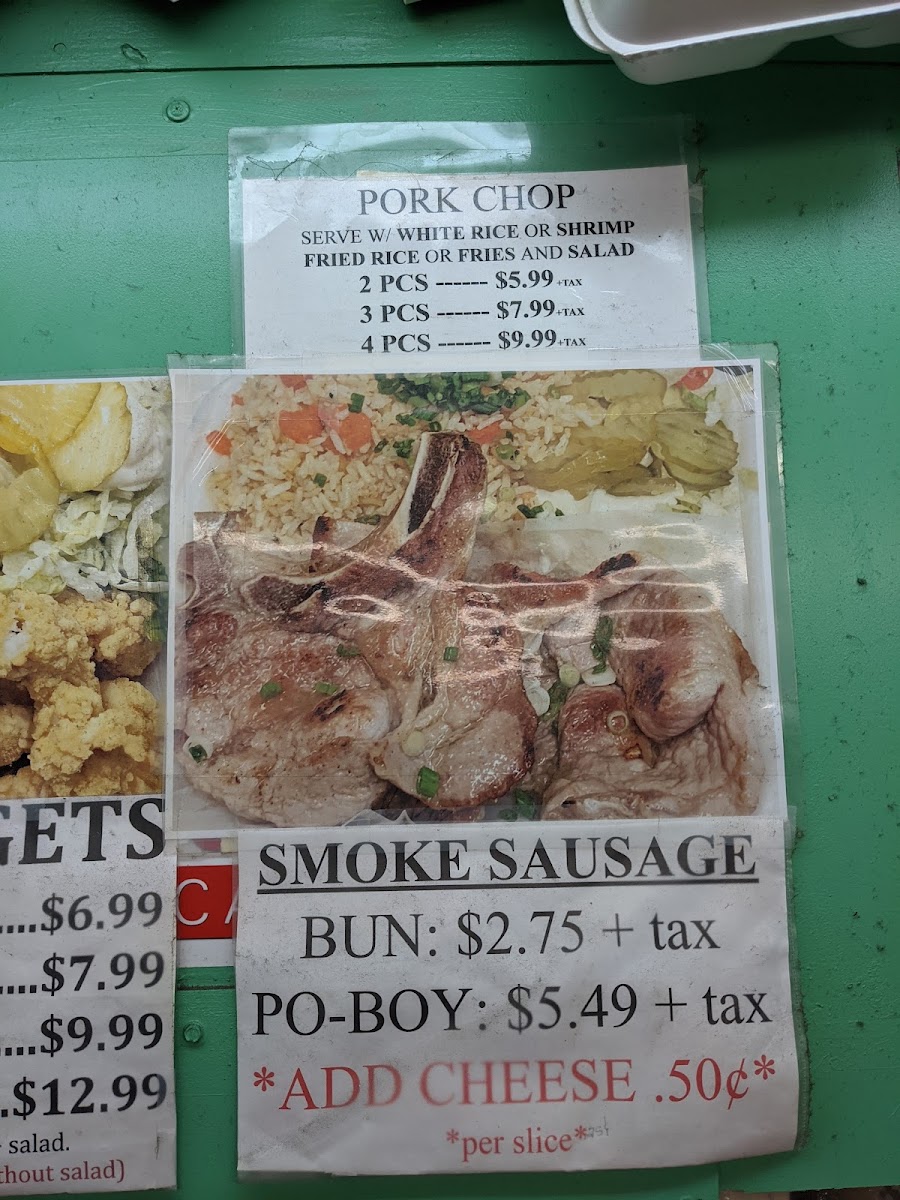 PORK CHOP
SERVE W/ WHITE RICE OR SHRIMP
FRIED RICE OR FRIES AND SALAD
2 PCS ------ $5.99 +TAX
3 PCS ------ $7.99 +TAX
4 PCS ------ $9.99 +TAX
GETS
....$6.99
....$7.99
....$9.99
.$12.99
salad.
thout salad)
CA
SMOKE SAUSAGE
BUN: $2.75 + tax
PO-BOY: $5.49 + tax
*ADD CHEESE .50¢*
*per slice*